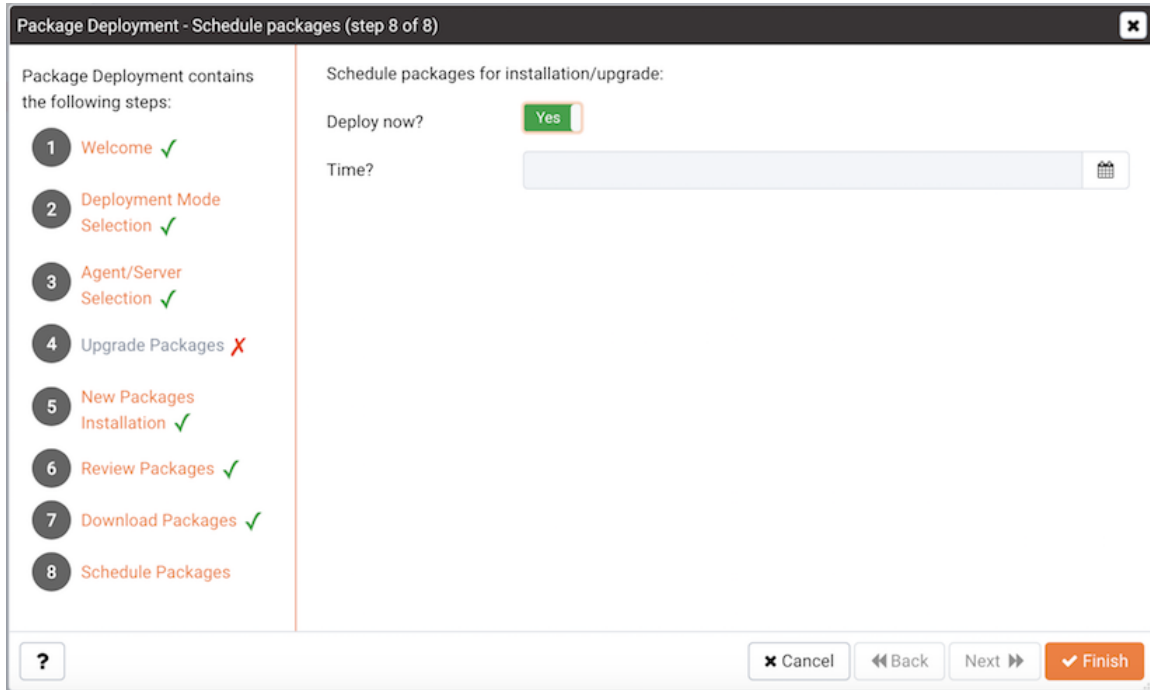 Package Deployment - Schedule packages (step 8 of 8)
Package Deployment contains
the following steps:
1 Welcome
2 Deployment Mode
Selection
3 Agent/Server
Selection
4 Upgrade Packages
5 New Packages
Installation
6 Review Packages
7 Download Packages
8 Schedule Packages
Schedule packages for installation/upgrade:
Deploy now? Yes
Time?
? Cancel Back Next Finish